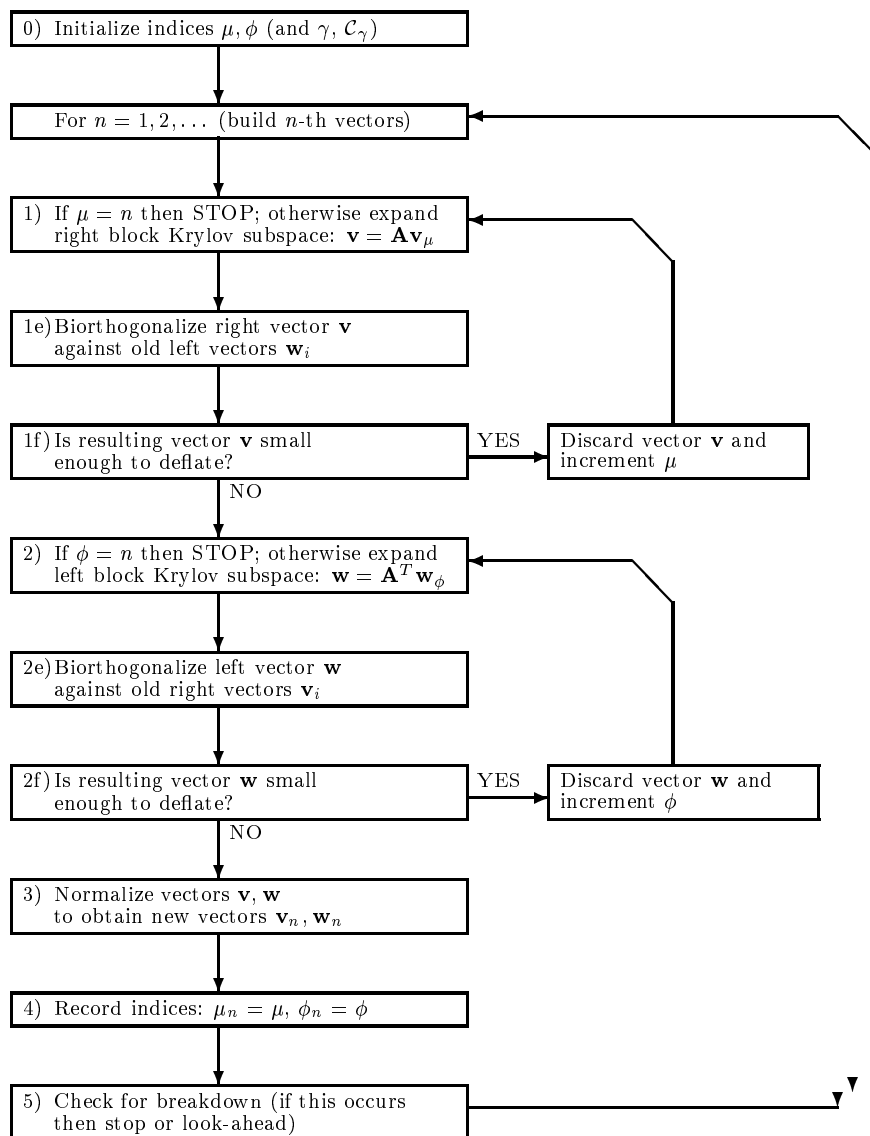 0) Initialize indices μ, ϕ (and γ, 𝒞_γ)
For n = 1, 2, . . . (build n-th vectors)
1) If μ = n then STOP; otherwise expand
right block Krylov subspace: v = Av_μ
1e) Biorthogonalize right vector v
against old left vectors w_i
1f) Is resulting vector v small
enough to deflate?
YES
Discard vector v and
increment μ
NO
2) If ϕ = n then STOP; otherwise expand
left block Krylov subspace: w = A^T w_ϕ
2e) Biorthogonalize left vector w
against old right vectors v_i
2f) Is resulting vector w small
enough to deflate?
YES
Discard vector w and
increment ϕ
NO
3) Normalize vectors v, w
to obtain new vectors v_n, w_n
4) Record indices: μ_n = μ, ϕ_n = ϕ
5) Check for breakdown (if this occurs
then stop or look-ahead)